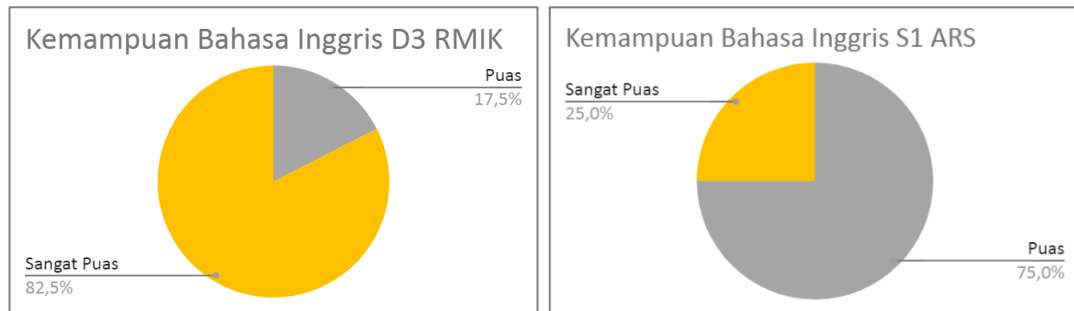 Kemampuan Bahasa Inggris D3 RMIK
Puas
17,5%
Sangat Puas
82,5%
Kemampuan Bahasa Inggris S1 ARS
Sangat Puas
25,0%
Puas
75,0%